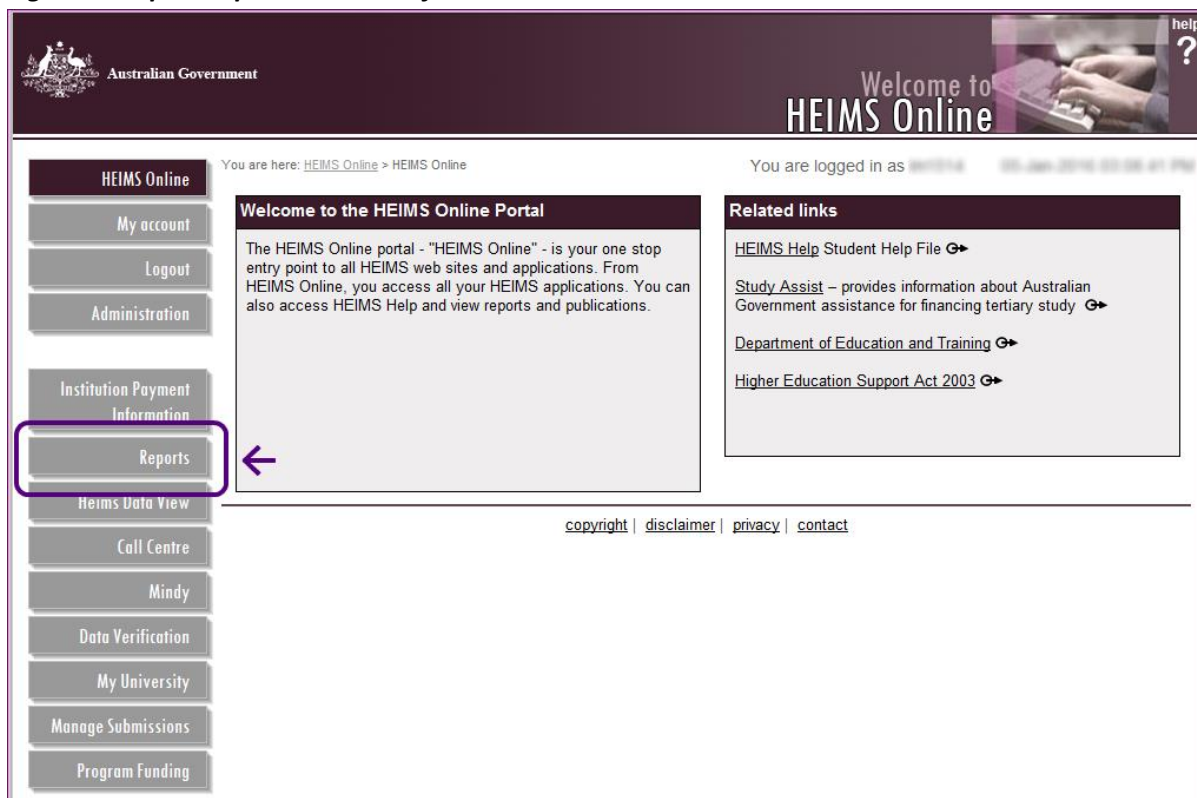 help
?
Australian Government
Welcome to
HEIMS Online
HEIMS Online
My account
Logout
Administration
Institution Payment
Information
Reports
Heims Data View
Call Centre
Mindy
Data Verification
My University
Manage Submissions
Program Funding
You are here: HEIMS Online > HEIMS Online
You are logged in as
Welcome to the HEIMS Online Portal
The HEIMS Online portal - "HEIMS Online" - is your one stop
entry point to all HEIMS web sites and applications. From
HEIMS Online, you access all your HEIMS applications. You can
also access HEIMS Help and view reports and publications.
Related links
HEIMS Help Student Help File
Study Assist – provides information about Australian
Government assistance for financing tertiary study
Department of Education and Training
Higher Education Support Act 2003
copyright | disclaimer | privacy | contact